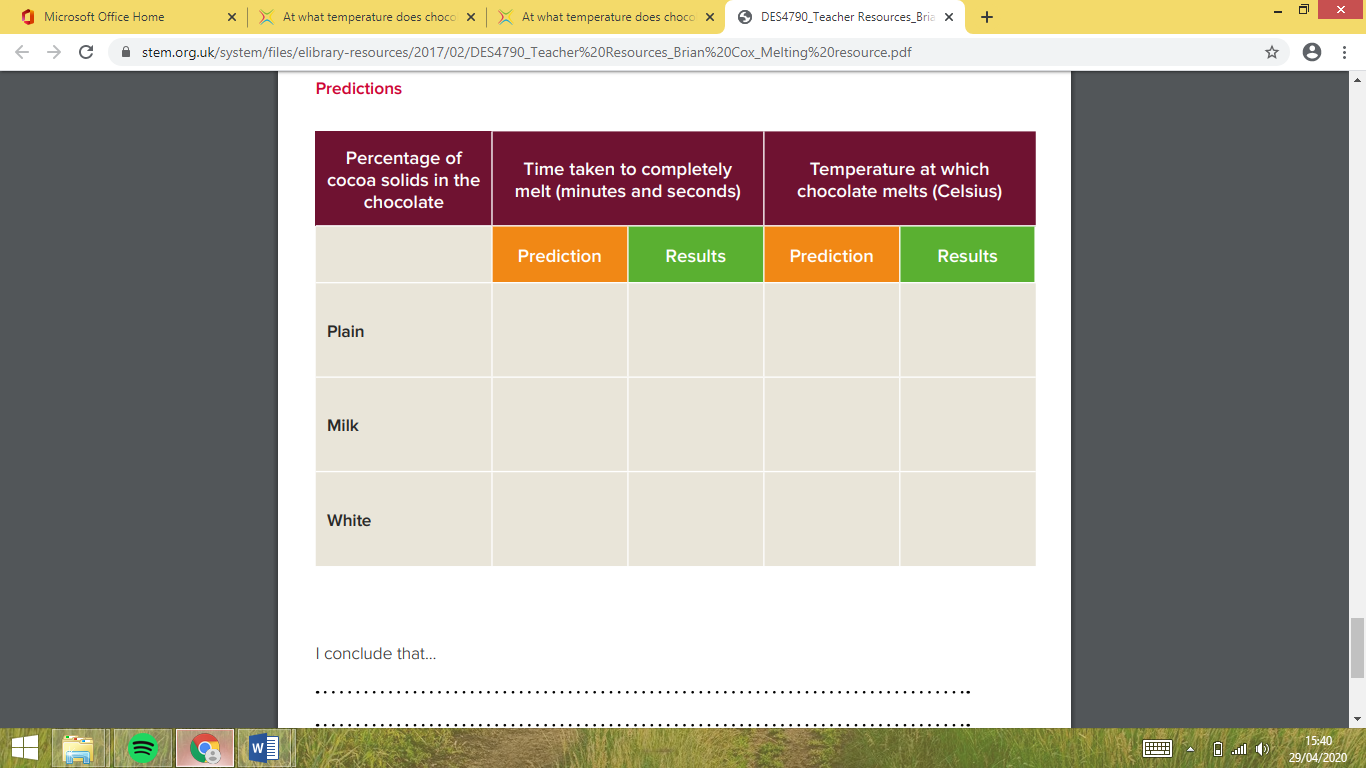 Microsoft Office Home
At what temperature does choco
At what temperature does choco
DES4790_Teacher Resources_Bria
stem.org.uk/system/files/elibrary-resources/2017/02/DES4790_Teacher%20Resources_Brian%20Cox_Melting%20resource.pdf
Predictions
Percentage of
cocoa solids in the
chocolate
Time taken to completely
melt (minutes and seconds)
Temperature at which
chocolate melts (Celsius)
Prediction
Results
Prediction
Results
Plain
Milk
White
I conclude that...
15:40
29/04/2020